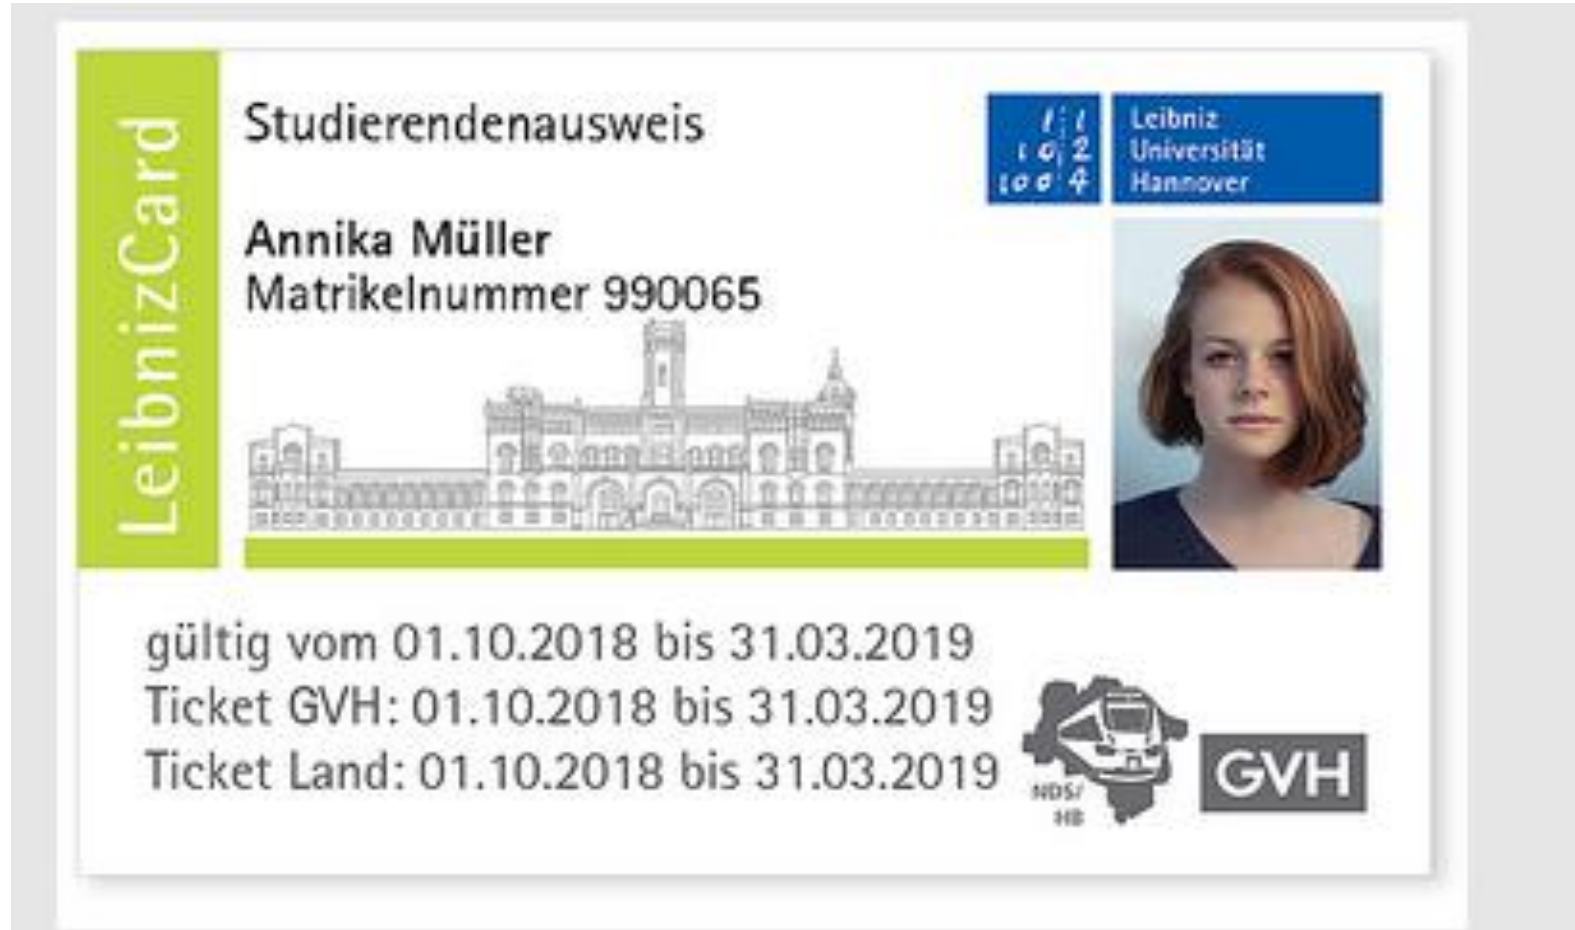 LeibnizCard
Studierendenausweis
Leibniz
Universität
Hannover
Annika Müller
Matrikelnummer 990065
gültig vom 01.10.2018 bis 31.03.2019
Ticket GVH: 01.10.2018 bis 31.03.2019
Ticket Land: 01.10.2018 bis 31.03.2019
NDS/
HB
GVH